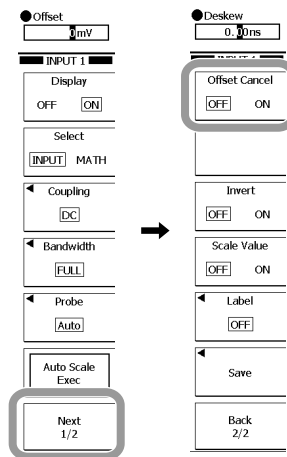 Offset
0mV
INPUT 1
Display
OFF ON
Select
INPUT MATH
Coupling
DC
Bandwidth
FULL
Probe
Auto
Auto Scale
Exec
Next
1/2
Deskew
0.00ns
INPUT 1
Offset Cancel
OFF ON
Invert
OFF ON
Scale Value
OFF ON
Label
OFF
Save
Back
2/2